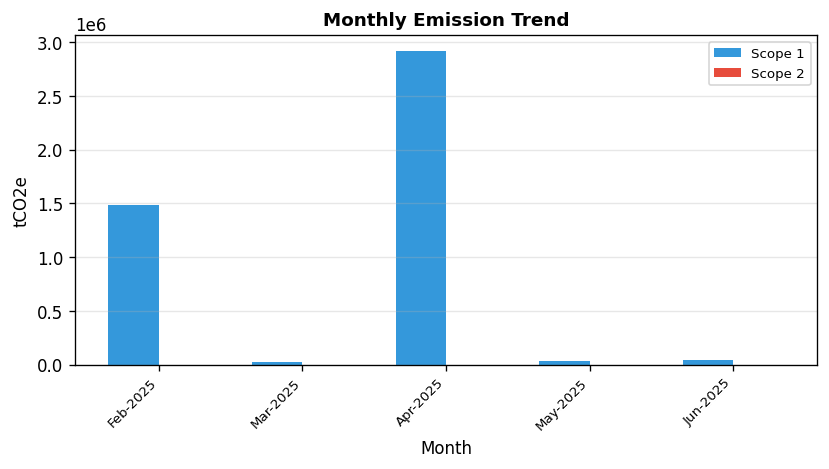 Monthly Emission Trend
1e6
3.0
2.5
2.0
1.5
1.0
0.5
0.0
tCO2e
Scope 1
Scope 2
Feb-2025
Mar-2025
Apr-2025
May-2025
Jun-2025
Month